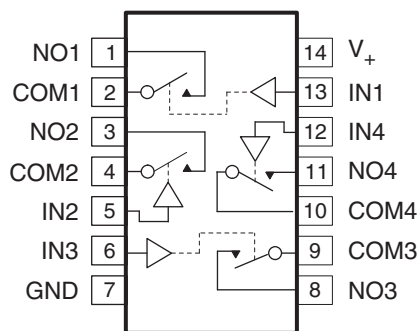 NO1 1 14 V+
COM1 2 13 IN1
NO2 3 12 IN4
COM2 4 11 NO4
IN2 5 10 COM4
IN3 6 9 COM3
GND 7 8 NO3